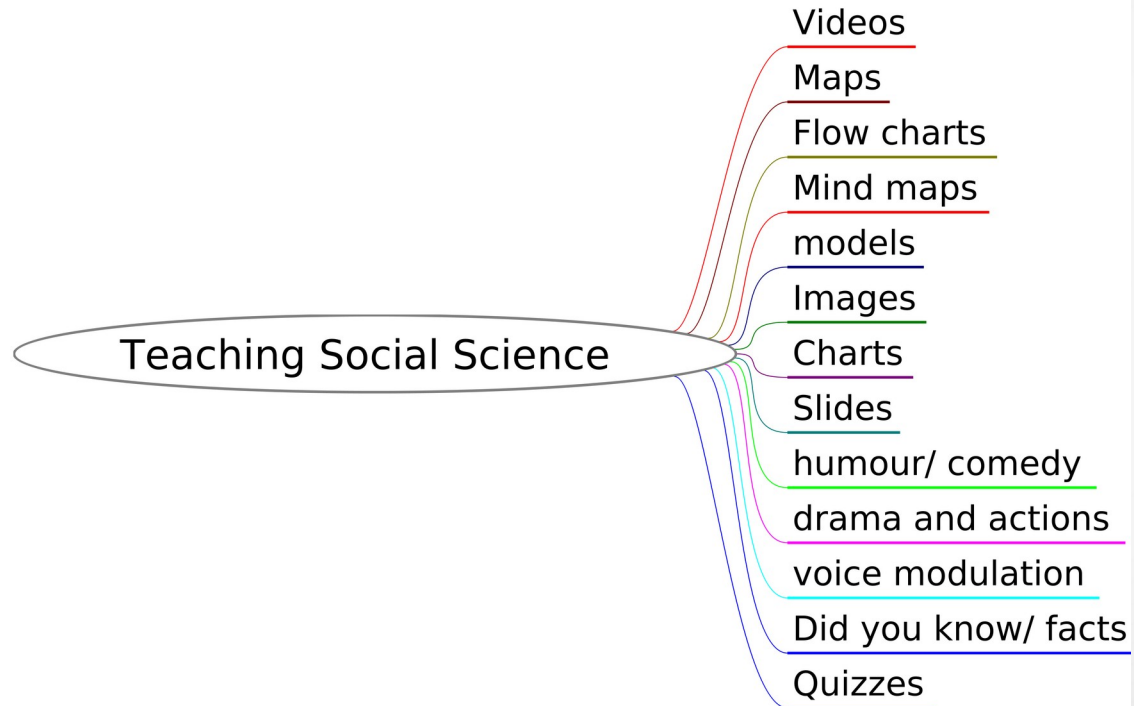 Videos
Maps
Flow charts
Mind maps
models
Images
Teaching Social Science
Charts
Slides
humour/ comedy
drama and actions
voice modulation
Did you know/ facts
Quizzes